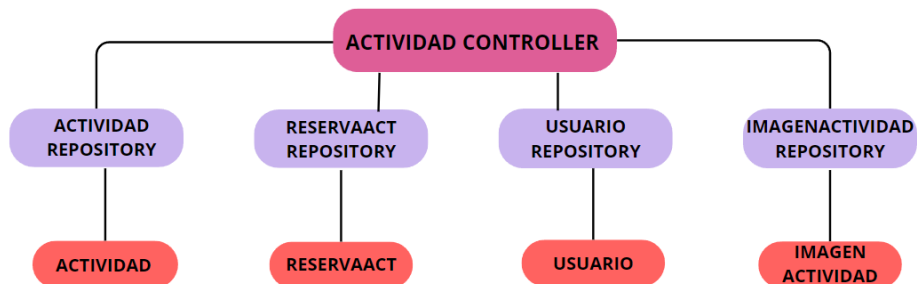 ACTIVIDAD CONTROLLER
ACTIVIDAD
REPOSITORY
RESERVAACT
REPOSITORY
USUARIO
REPOSITORY
IMAGENACTIVIDAD
REPOSITORY
ACTIVIDAD
RESERVAACT
USUARIO
IMAGEN
ACTIVIDAD